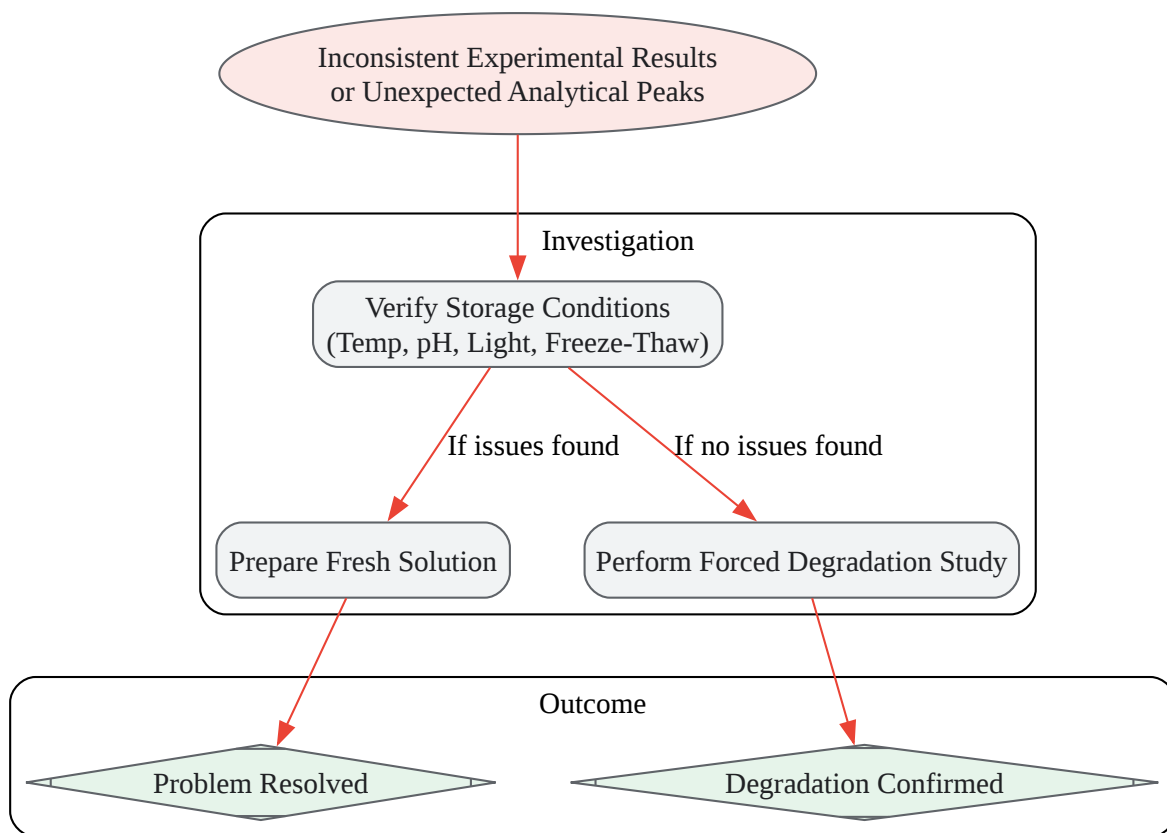 Inconsistent Experimental Results
or Unexpected Analytical Peaks
Investigation
Verify Storage Conditions
(Temp, pH, Light, Freeze-Thaw)
If issues found
If no issues found
Prepare Fresh Solution
Perform Forced Degradation Study
Outcome
Problem Resolved
Degradation Confirmed